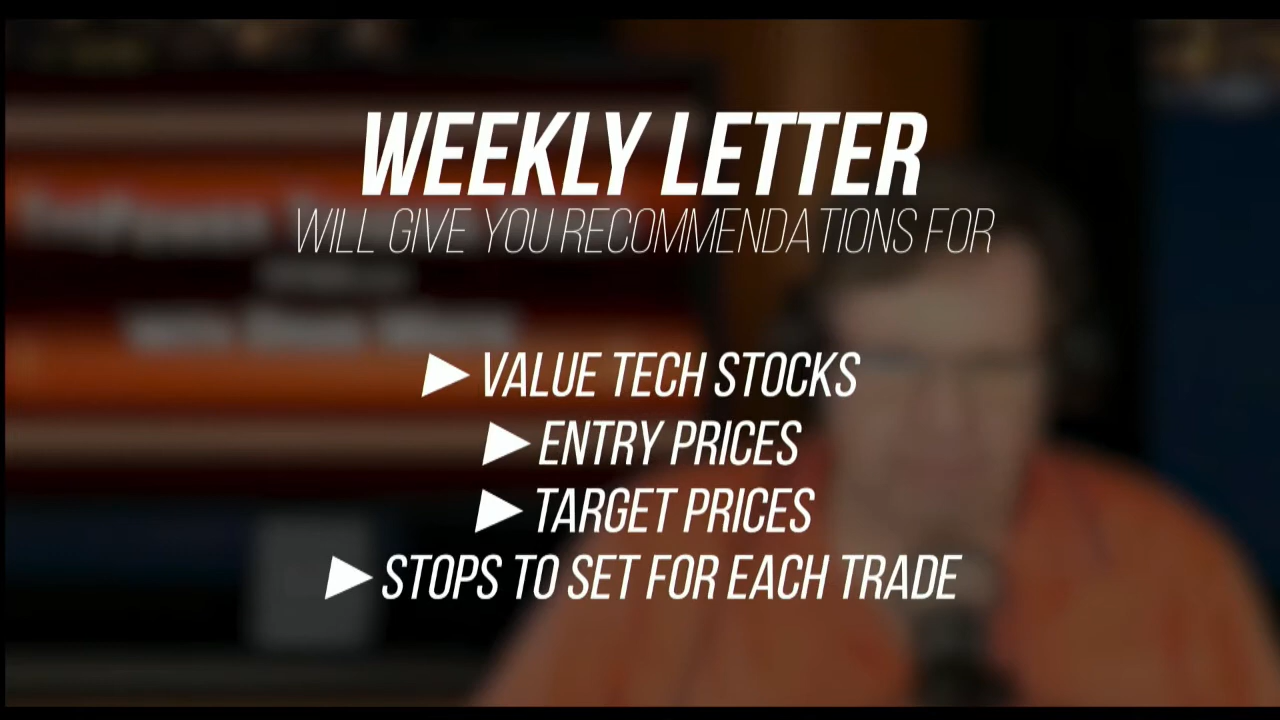 WEEKLY LETTER
WILL GIVE YOU RECOMMENDATIONS FOR
► VALUE TECH STOCKS
► ENTRY PRICES
► TARGET PRICES
► STOPS TO SET FOR EACH TRADE